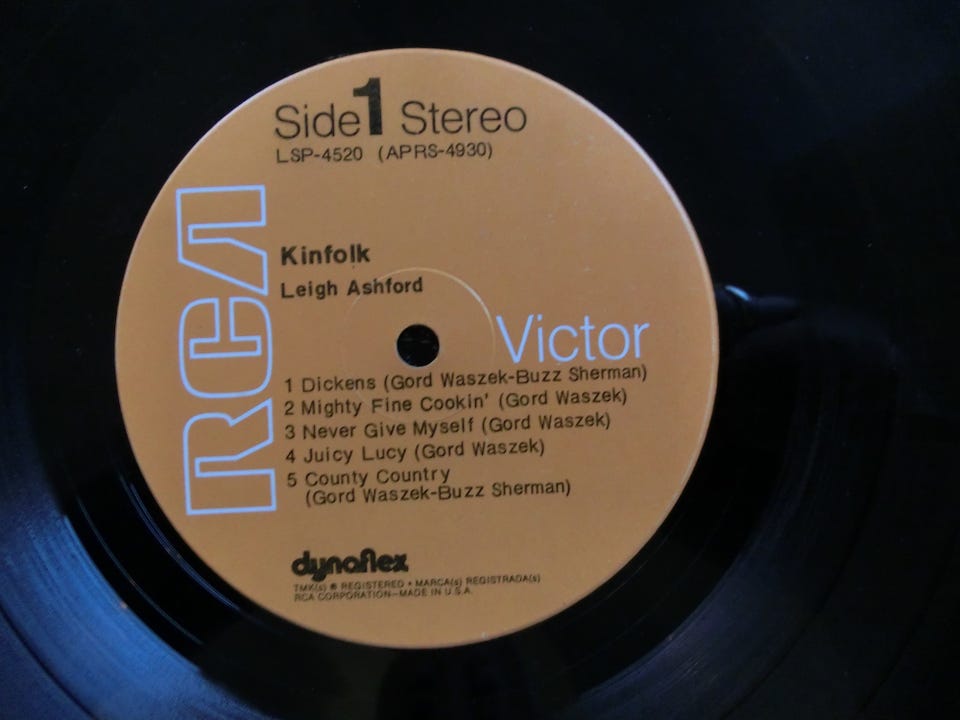 Side 1 Stereo
LSP-4520 (APRS-4930)
RCA
Kinfolk
Leigh Ashford
Victor
1 Dickens (Gord Waszek-Buzz Sherman)
2 Mighty Fine Cookin' (Gord Waszek)
3 Never Give Myself (Gord Waszek)
4 Juicy Lucy (Gord Waszek)
5 County Country
(Gord Waszek-Buzz Sherman)
dynaflex
TMK(s) ® REGISTERED • MARCA(s) REGISTRADA(s)
RCA CORPORATION—MADE IN U.S.A.